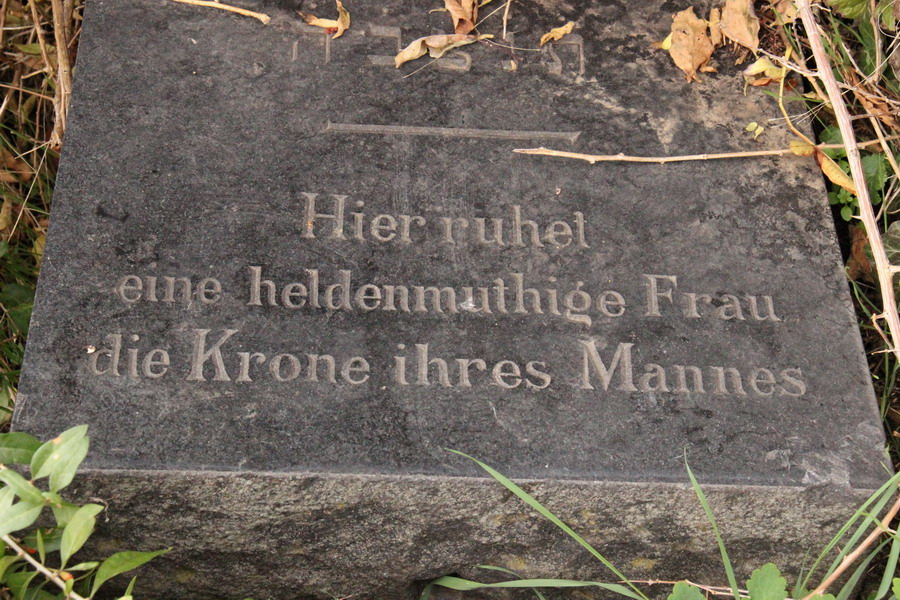 Hier ruhet
eine heldenmuthige Frau
die Krone ihres Mannes